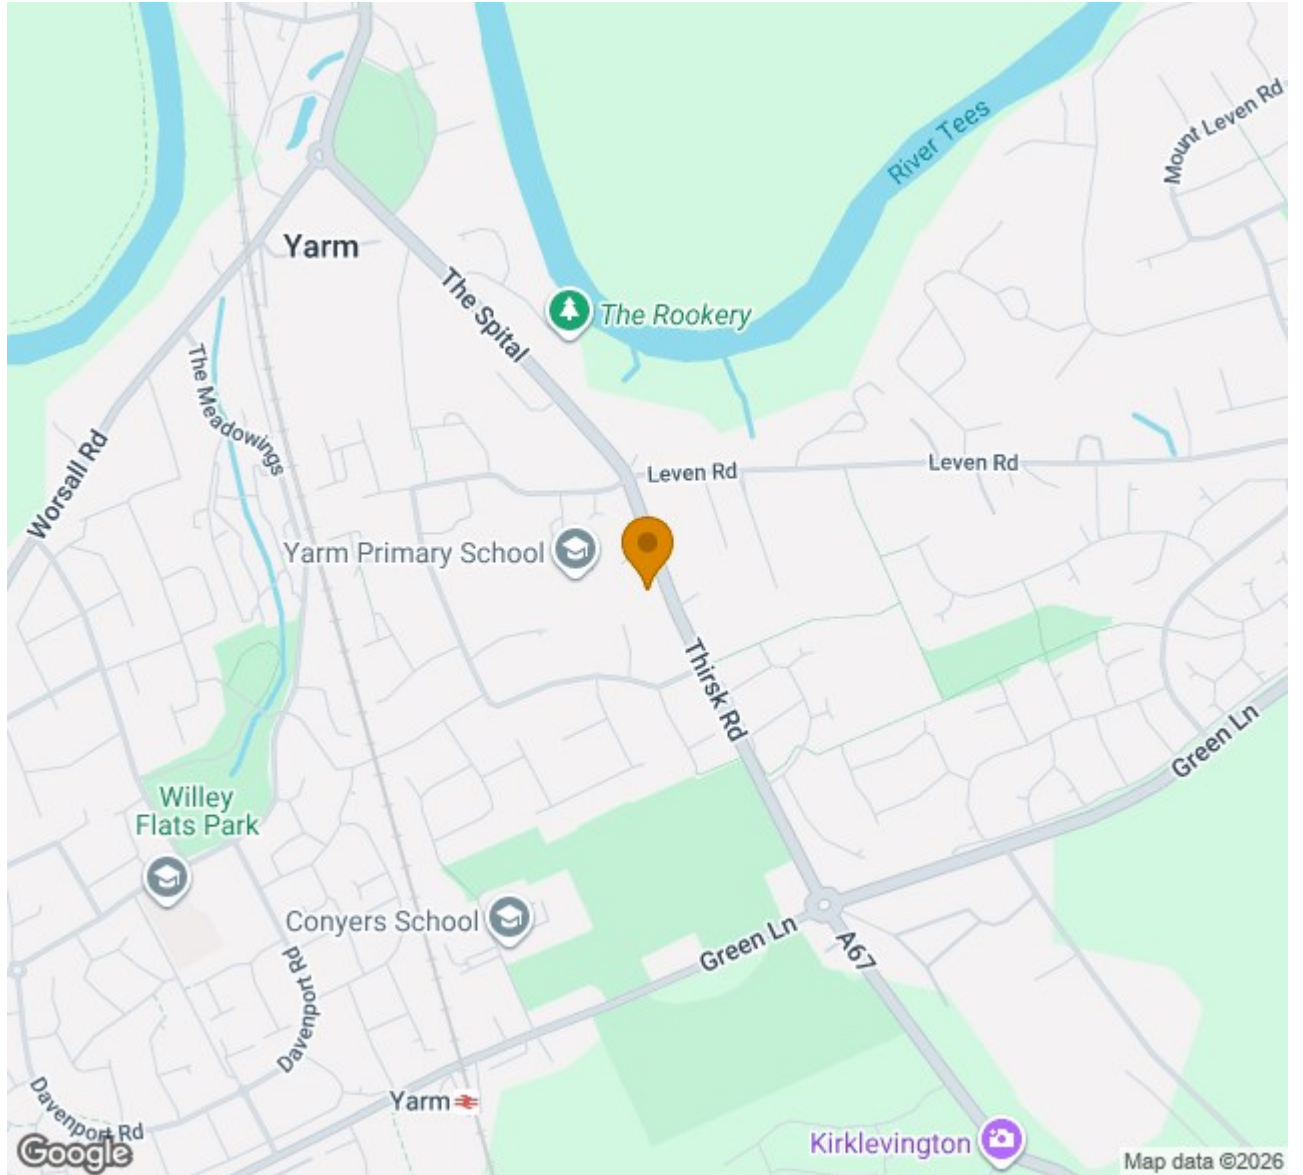 Mount Leven Rd
River Tees
Yarm
The Spital
The Rookery
The Meadowings
Worsall Rd
Leven Rd
Leven Rd
Yarm Primary School
Thirsk Rd
Green Ln
Willey
Flats Park
Conyers School
Green Ln
A67
Davenport Rd
Davenport Rd
Yarm
Kirklevington
Google
Map data ©2026